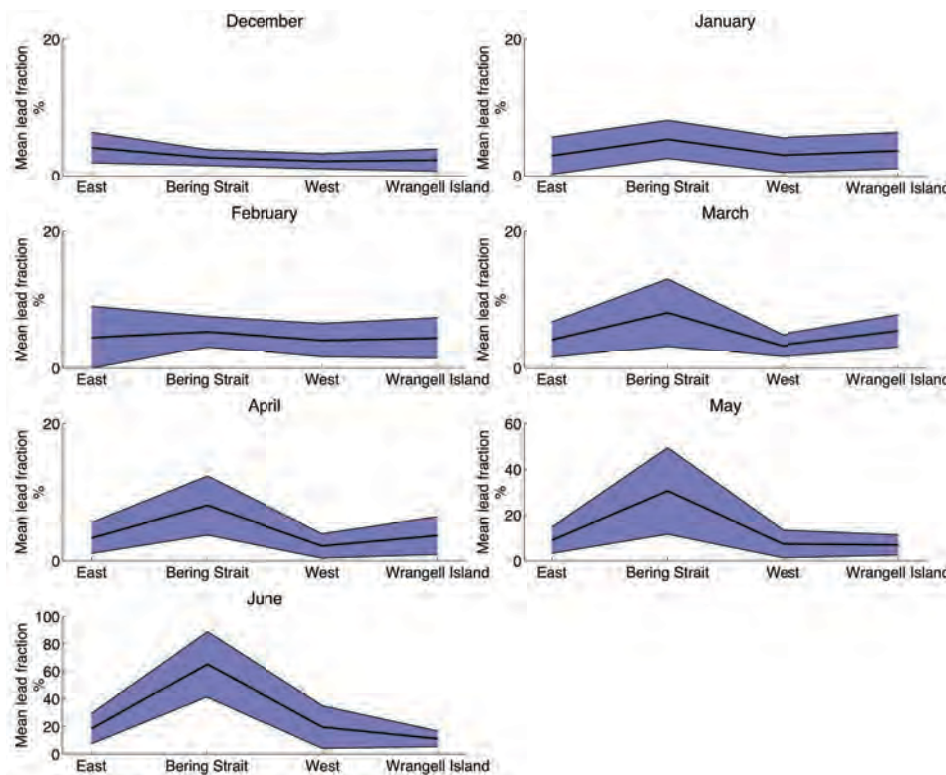 December
20
Mean lead fraction
%
0
East Bering Strait West Wrangell Island
January
20
Mean lead fraction
%
0
East Bering Strait West Wrangell Island
February
20
Mean lead fraction
%
0
East Bering Strait West Wrangell Island
March
20
Mean lead fraction
%
0
East Bering Strait West Wrangell Island
April
20
Mean lead fraction
%
0
East Bering Strait West Wrangell Island
May
60
40
20
0
Mean lead fraction
%
East Bering Strait West Wrangell Island
June
100
80
60
40
20
0
Mean lead fraction
%
East Bering Strait West Wrangell Island